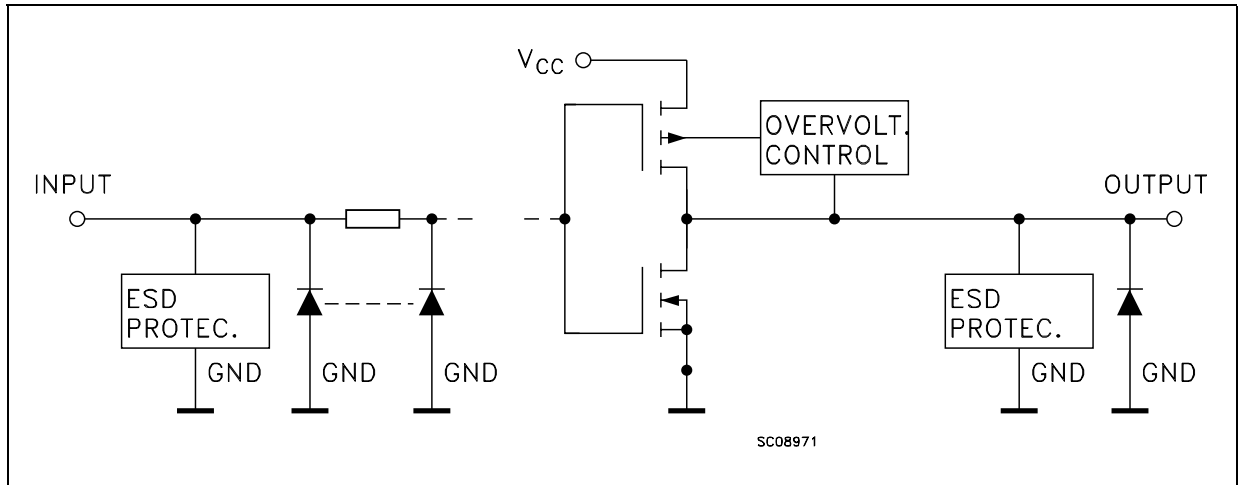 VCC
OVERVOLT.
CONTROL
INPUT
OUTPUT
ESD
PROTEC.
ESD
PROTEC.
GND
GND
GND
GND
GND
SC08971